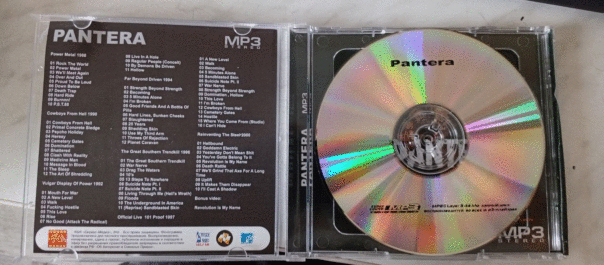 PANTERA
MP3
STEREO
Power Metal 1988
01 Rock The World
02 Power Metal
03 We'll Meet Again
04 Over And Out
05 Proud To Be Loud
06 Down Below
07 Death Trap
08 Hard Ride
09 Burnnn!
10 P.S.T.88
Cowboys From Hell 1990
01 Cowboys From Hell
02 Primal Concrete Sledge
03 Psycho Holiday
04 Heresy
05 Cemetery Gates
06 Domination
07 Shattered
08 Clash With Reality
09 Medicine Man
10 Message in Blood
11 The Sleep
12 The Art Of Shredding
Vulgar Display Of Power 1992
01 Mouth For War
02 A New Level
03 Walk
04 Fucking Hostile
05 This Love
06 Rise
07 No Good (Attack the Radical)
08 Live In A Hole
09 Regular People (Conceit)
10 By Demons Be Driven
11 Hollow
Far Beyond Driven 1994
01 Strength Beyond Strength
02 Becoming
03 5 Minutes Alone
04 I'm Broken
05 Good Friends And A Bottle Of
Pills
06 Hard Lines, Sunken Cheeks
07 Slaughtered
08 25 Years
09 Shedding Skin
10 Use My Third Arm
11 Throes Of Rejection
12 Planet Caravan
The Great Southern Trendkill 1996
01 The Great Southern Trendkill
02 War Nerve
03 Drag The Waters
04 10's
05 13 Steps To Nowhere
06 Suicide Note Pt. I
07 Suicide Note Pt. II
08 Living Through Me (Hell's Wrath)
09 Floods
10 The Underground In America
11 (Reprise) Sandblasted Skin
Official Live 101 Proof 1997
01 A New Level
02 Walk
03 Becoming
04 5 Minutes Alone
05 Sandblasted Skin
06 Suicide Note Pt. II
07 War Nerve
08 Strength Beyond Strength
09 Domination, Hollow
10 This Love
11 I'm Broken
12 Cowboys From Hell
13 Cemetery Gates
14 Hostile
15 Where You Come From (Studio)
16 I Can't Hide
Reinventing The Steel 2000
01 Hellbound
02 Goddamn Electric
03 Yesterday Don't Mean Shit
04 You've Gotta Belong To It
05 Revolution Is My Name
06 Death Rattle
07 We'll Grind That Axe For A Long
Time
08 Uplift
09 It Makes Them Disappear
10 I'll Cast A Shadow
Bonus video:
Revolution Is My Name
PANTERA
MP3
Pantera
MP3
STEREO